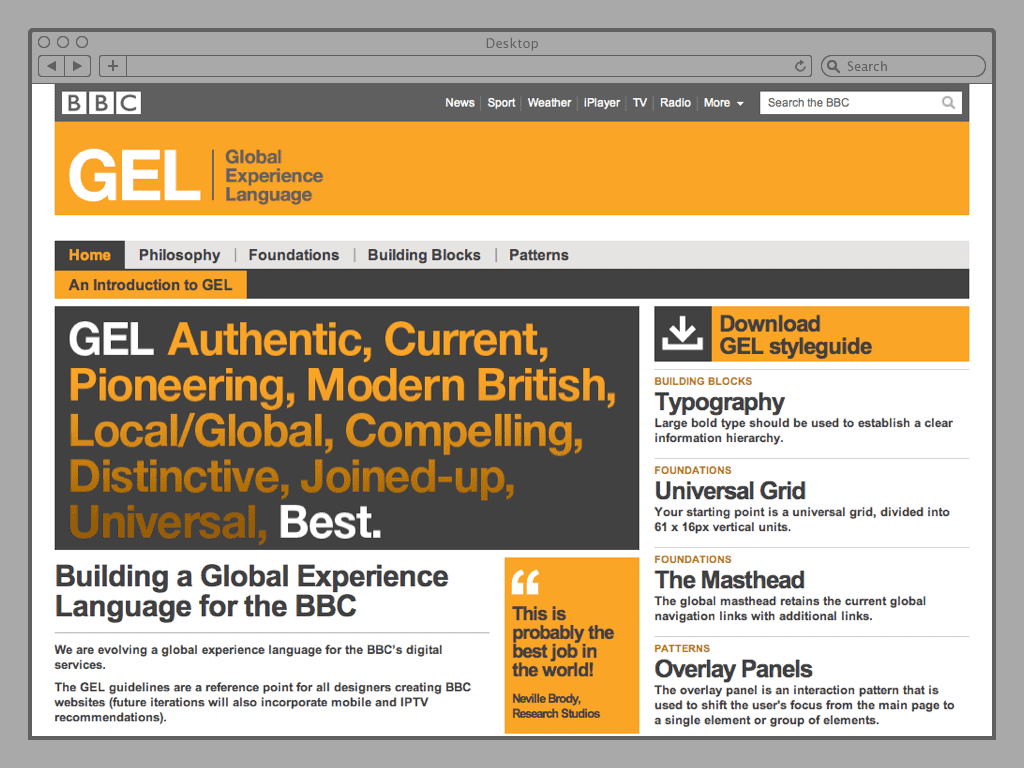 Desktop
Search
BBC
News Sport Weather iPlayer TV Radio More
Search the BBC
GEL
Global
Experience
Language
Home Philosophy Foundations Building Blocks Patterns
An Introduction to GEL
GEL Authentic, Current,
Pioneering, Modern British,
Local/Global, Compelling,
Distinctive, Joined-up,
Universal, Best.
Building a Global Experience
Language for the BBC
We are evolving a global experience language for the BBC's digital
services.
The GEL guidelines are a reference point for all designers creating BBC
websites (future iterations will also incorporate mobile and IPTV
recommendations).
“
This is
probably the
best job in
the world!
Neville Brody,
Research Studios
Download
GEL styleguide
BUILDING BLOCKS
Typography
Large bold type should be used to establish a clear
information hierarchy.
FOUNDATIONS
Universal Grid
Your starting point is a universal grid, divided into
61 x 16px vertical units.
FOUNDATIONS
The Masthead
The global masthead retains the current global
navigation links with additional links.
PATTERNS
Overlay Panels
The overlay panel is an interaction pattern that is
used to shift the user's focus from the main page to
a single element or group of elements.